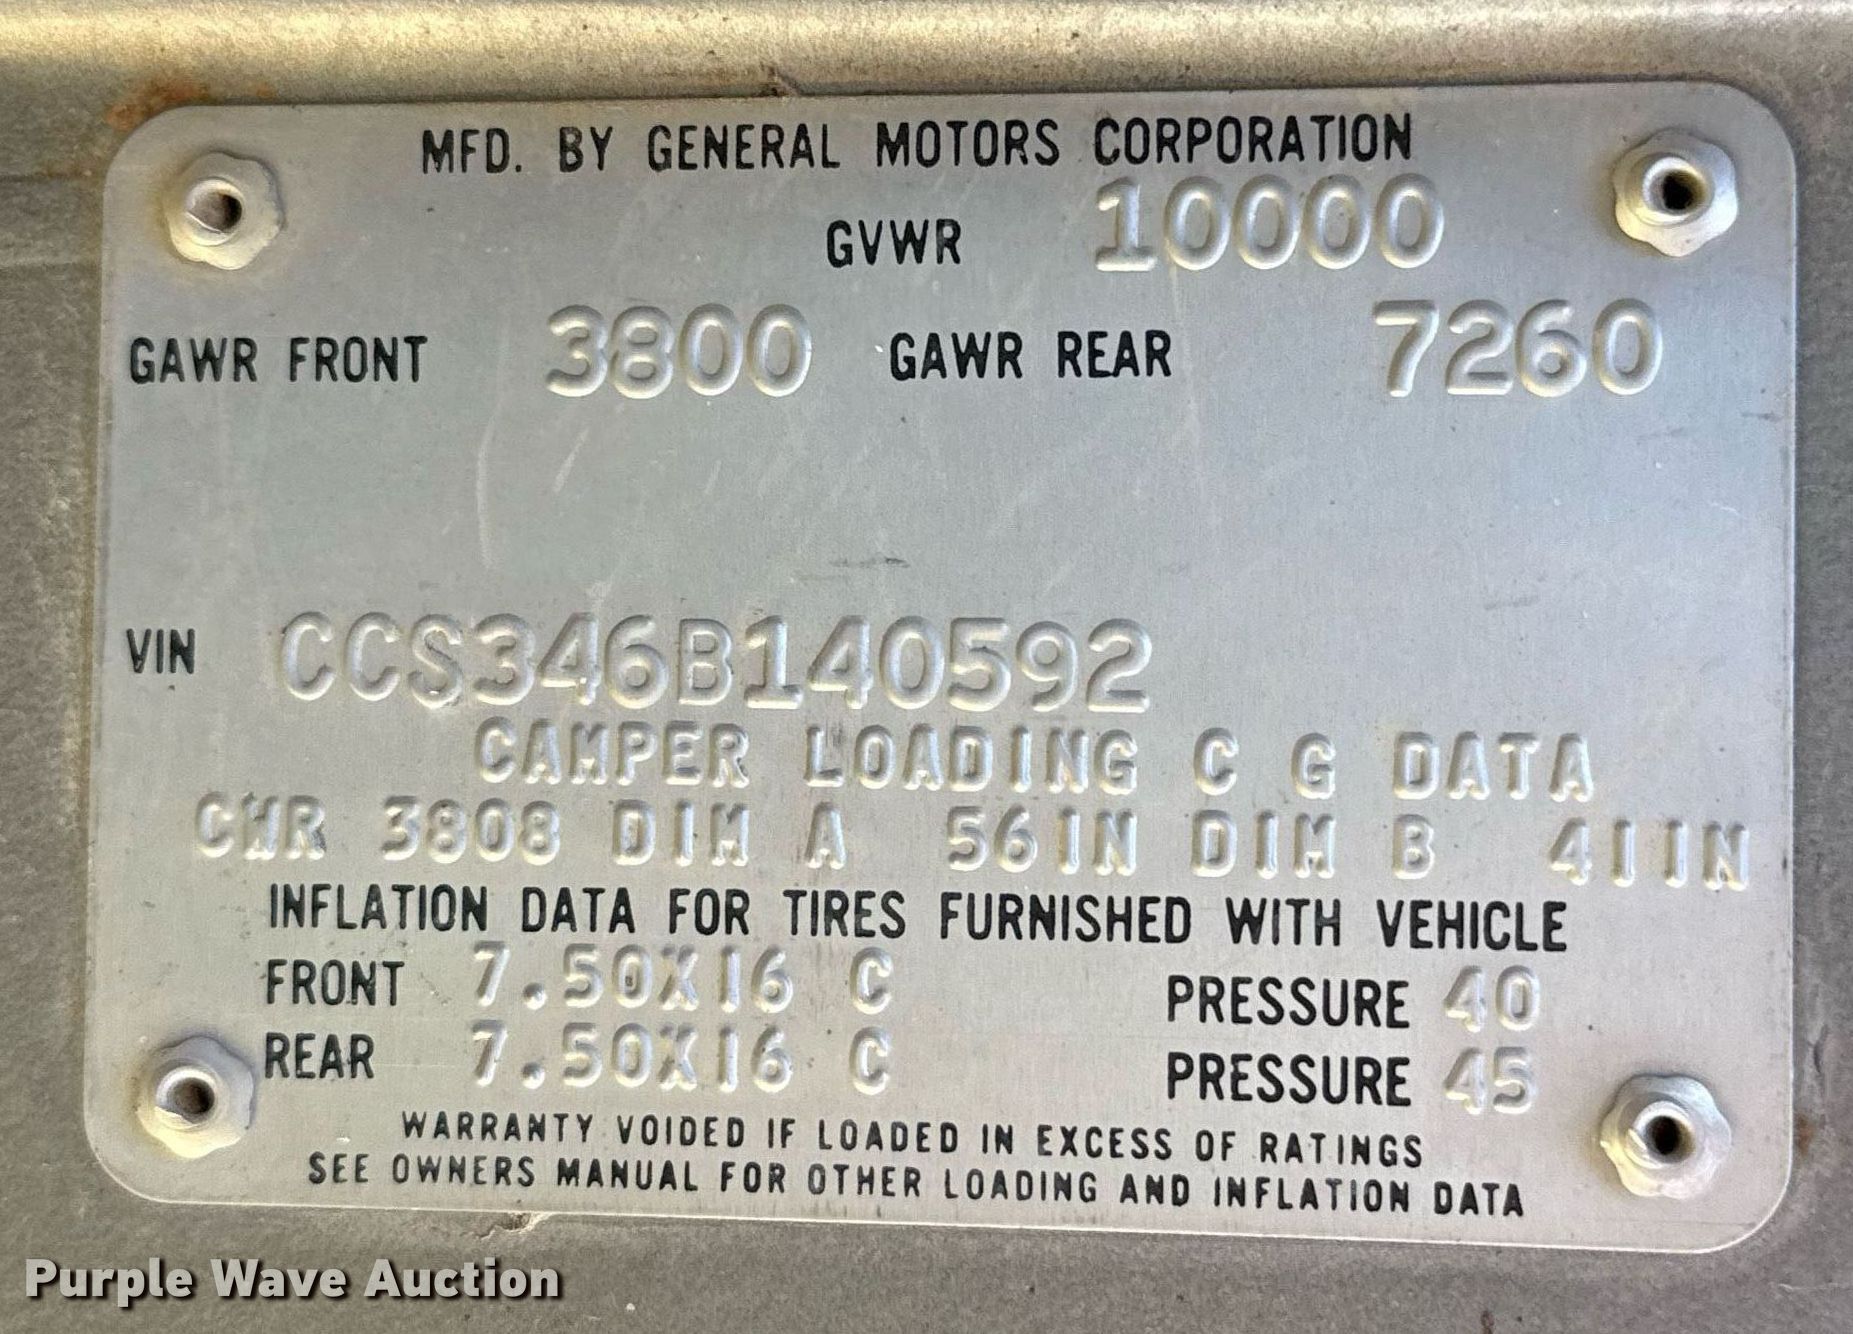 MFD. BY GENERAL MOTORS CORPORATION
GVWR 10000
GAWR FRONT 3800 GAWR REAR 7260
VIN CCS346B140592
CAMPER LOADING C G DATA
CWR 3808 DIM A 56IN DIM B 41IN
INFLATION DATA FOR TIRES FURNISHED WITH VEHICLE
FRONT 7.50X16 C PRESSURE 40
REAR 7.50X16 C PRESSURE 45
WARRANTY VOIDED IF LOADED IN EXCESS OF RATINGS
SEE OWNERS MANUAL FOR OTHER LOADING AND INFLATION DATA
Purple Wave Auction